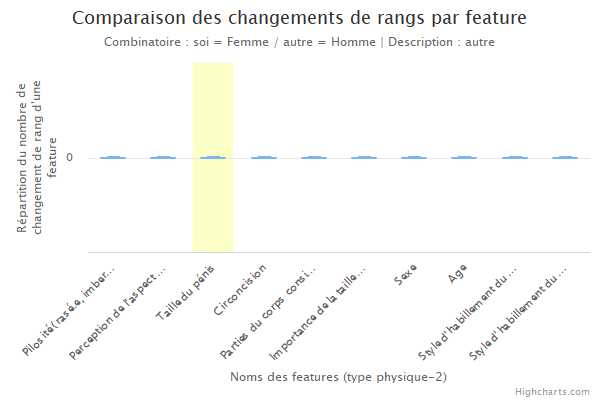 Comparaison des changements de rangs par feature
Combinatoire : soi = Femme / autre = Homme | Description : autre
Répartition du nombre de
changement de rang d'une
feature
0
Pilosité(rasée, imber...
Perception de l'aspect...
Taille du pénis
Circoncision
Parties du corps consi...
Importance de la taille...
Sexe
Age
Style d'habillement du ...
Style d'habillement du ...
Noms des features (type physique-2)
Highcharts.com